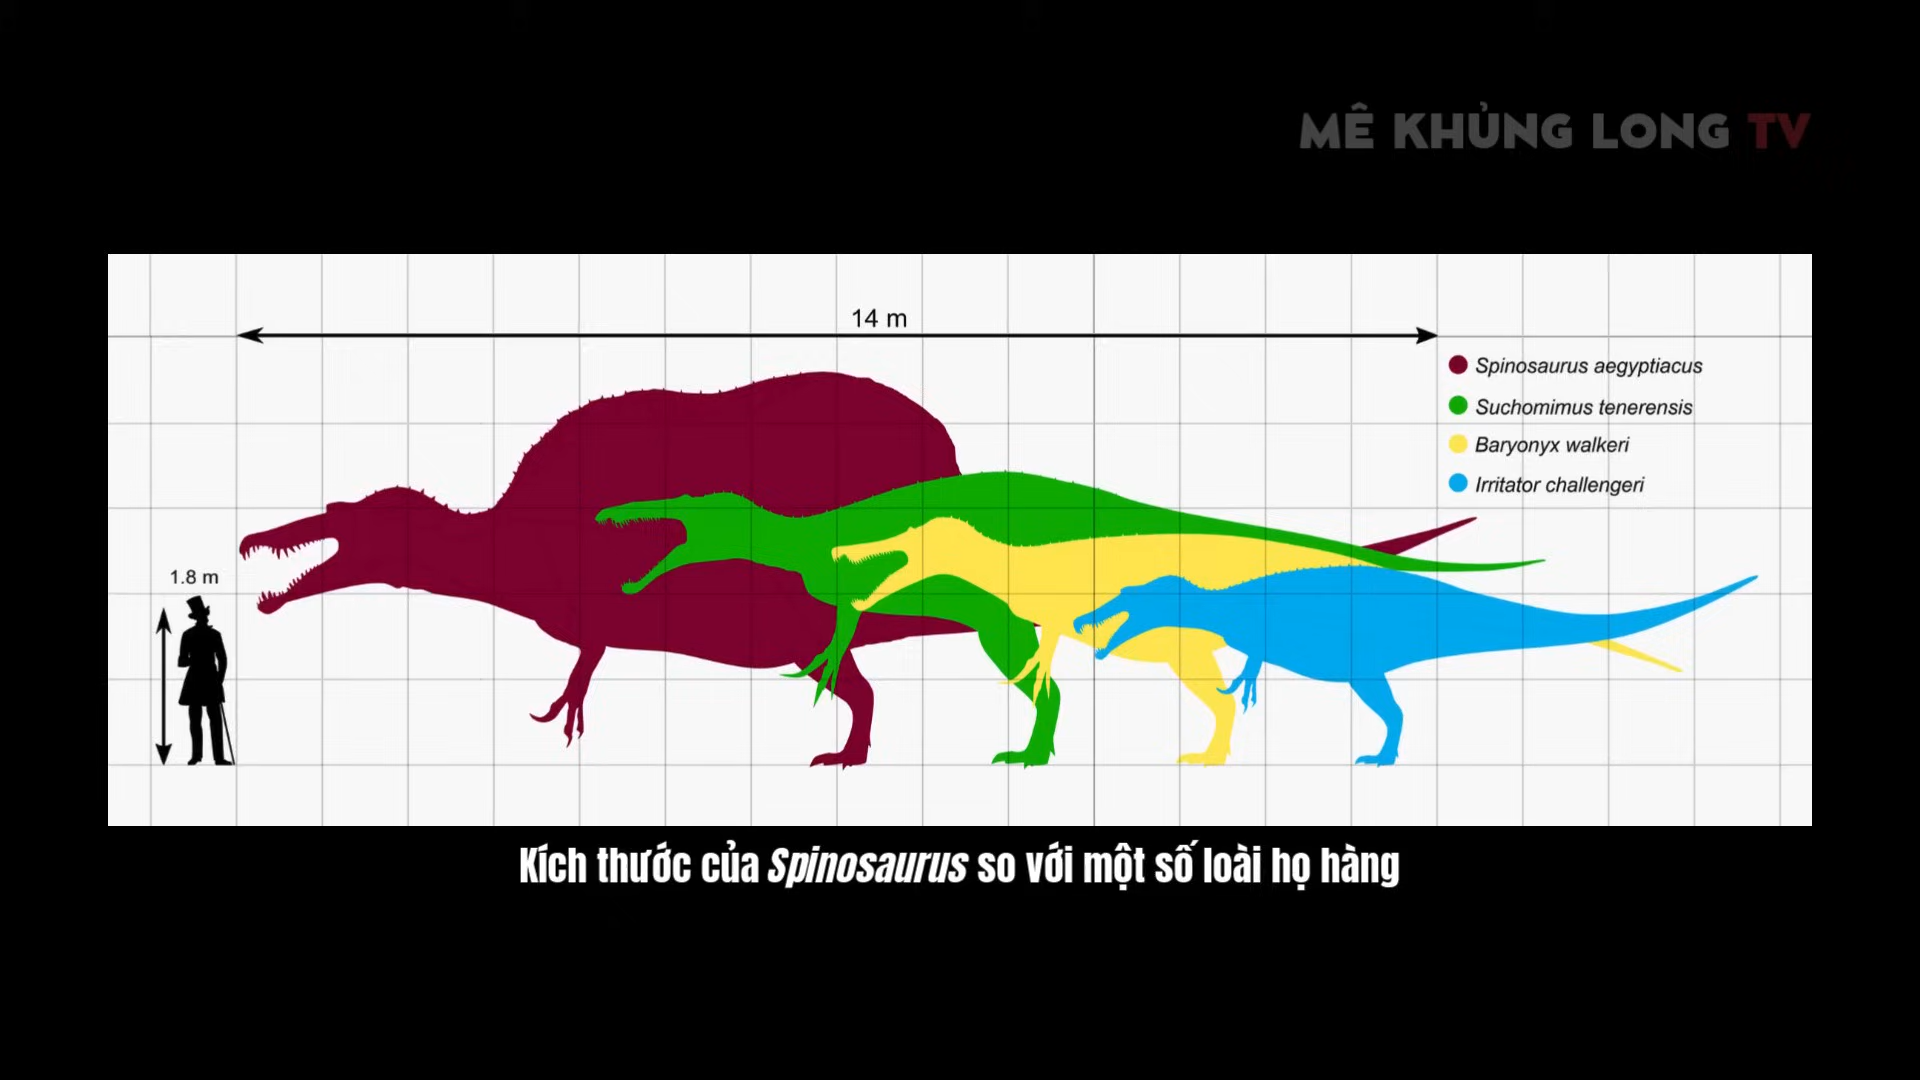 MÊ KHỦNG LONG TV
14 m
Spinosaurus aegyptiacus
Suchomimus tenerensis
Baryonyx walkeri
Irritator challengeri
1.8 m
Kích thước của Spinosaurus so với một số loài họ hàng